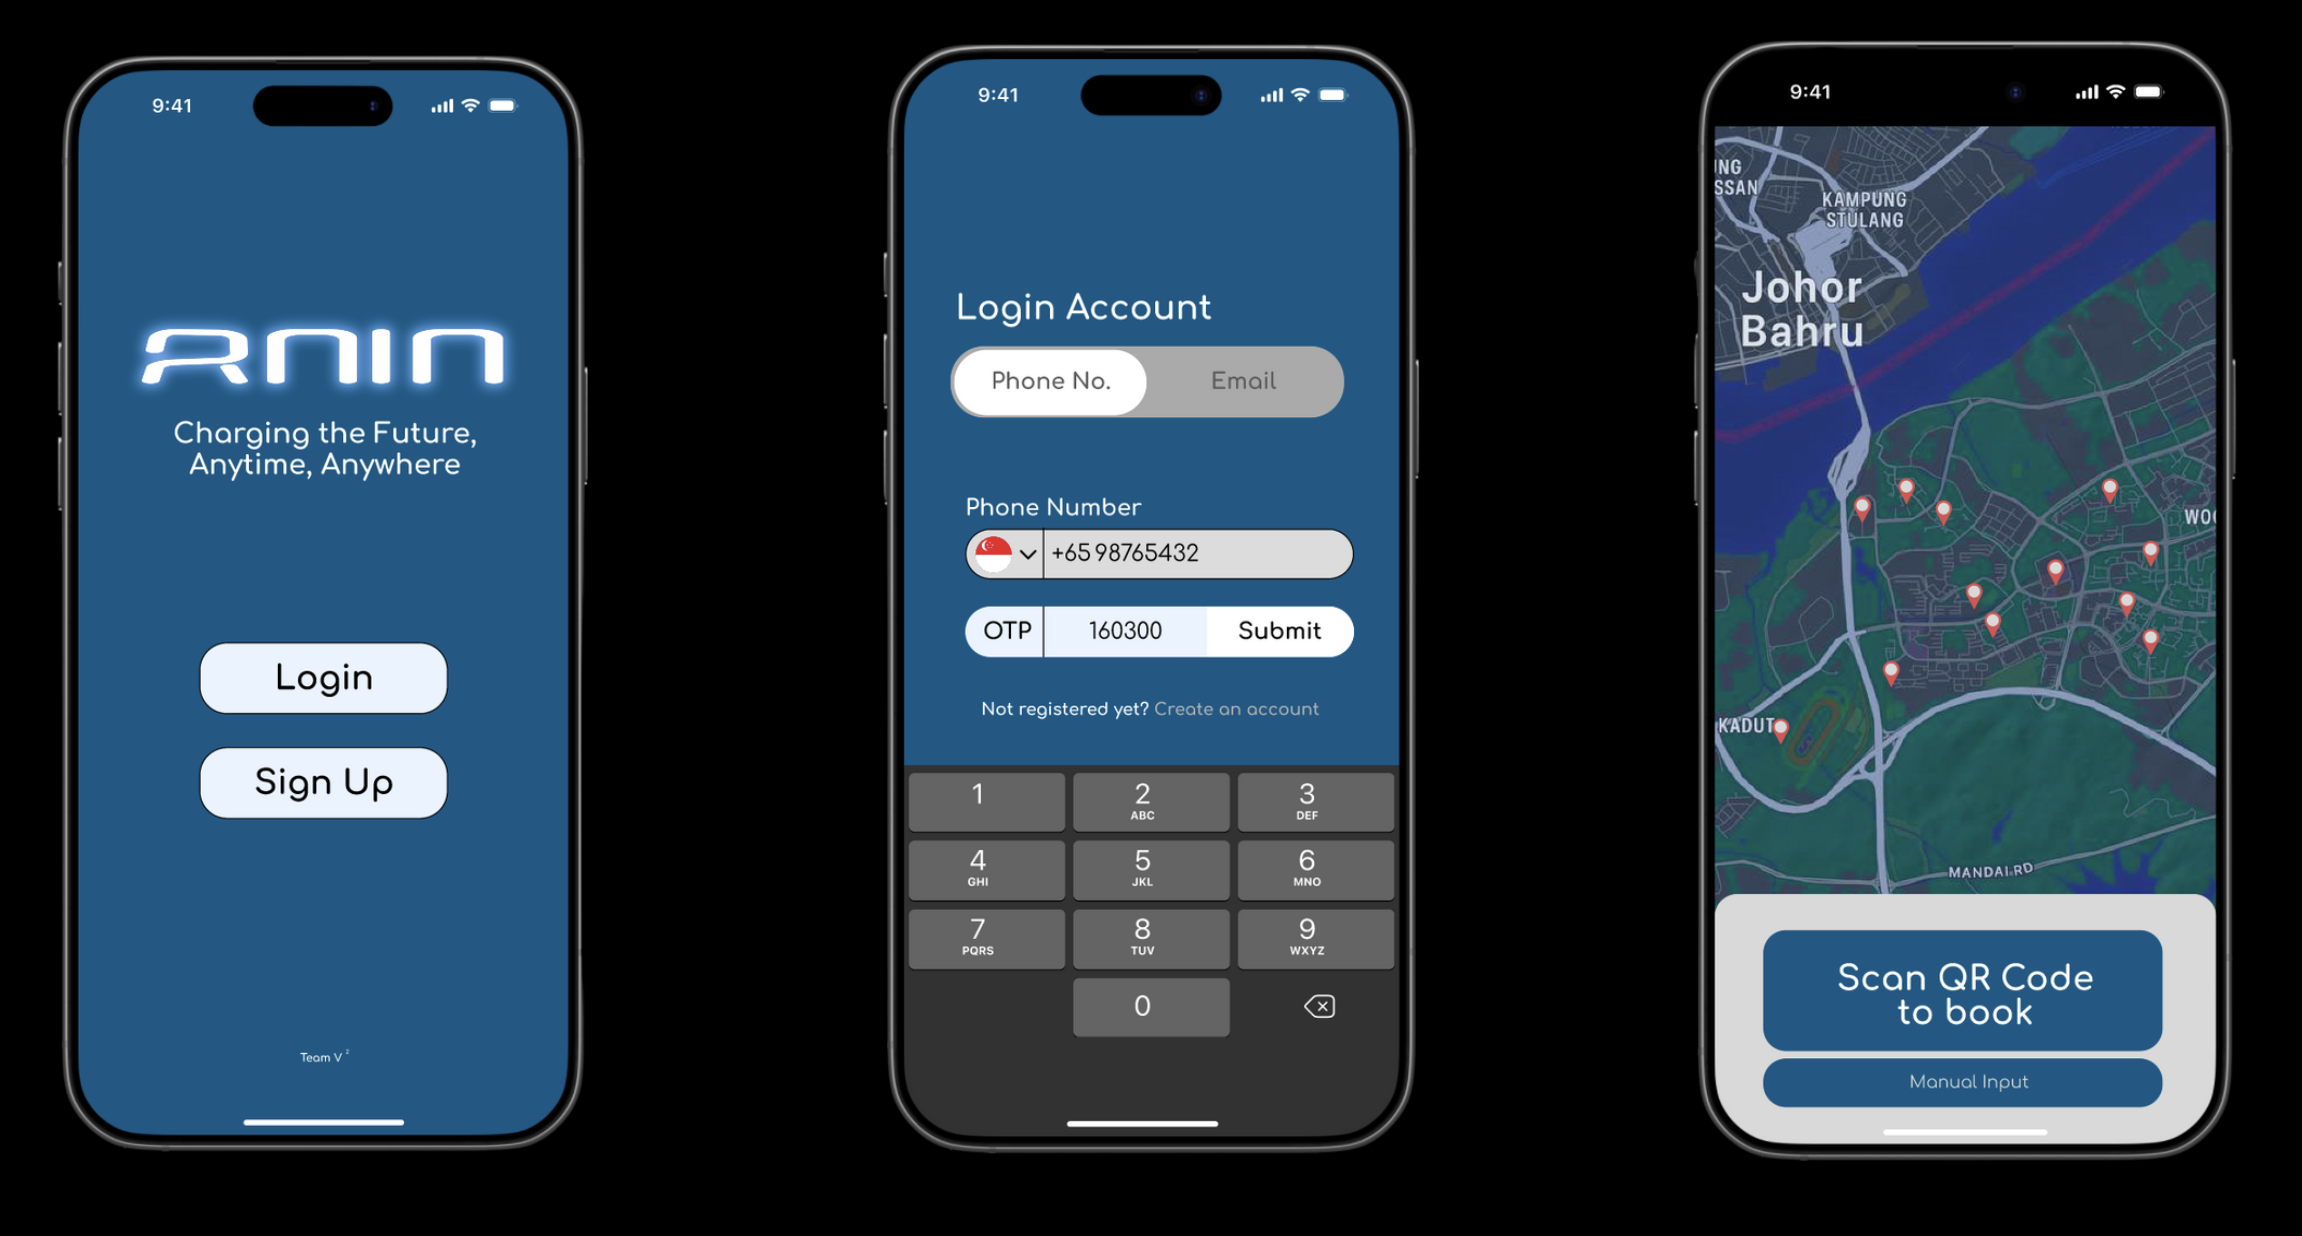 9:41
RNIN
Charging the Future,
Anytime, Anywhere
Login
Sign Up
Team V²
9:41
Login Account
Phone No.
Email
Phone Number
+65 98765432
OTP
160300
Submit
Not registered yet? Create an account
1
2
ABC
3
DEF
4
GHI
5
JKL
6
MNO
7
PQRS
8
TUV
9
WXYZ
0
9:41
KAMPUNG
STULANG
Johor
Bahru
KADUT
MANDAI RD
Scan QR Code
to book
Manual Input